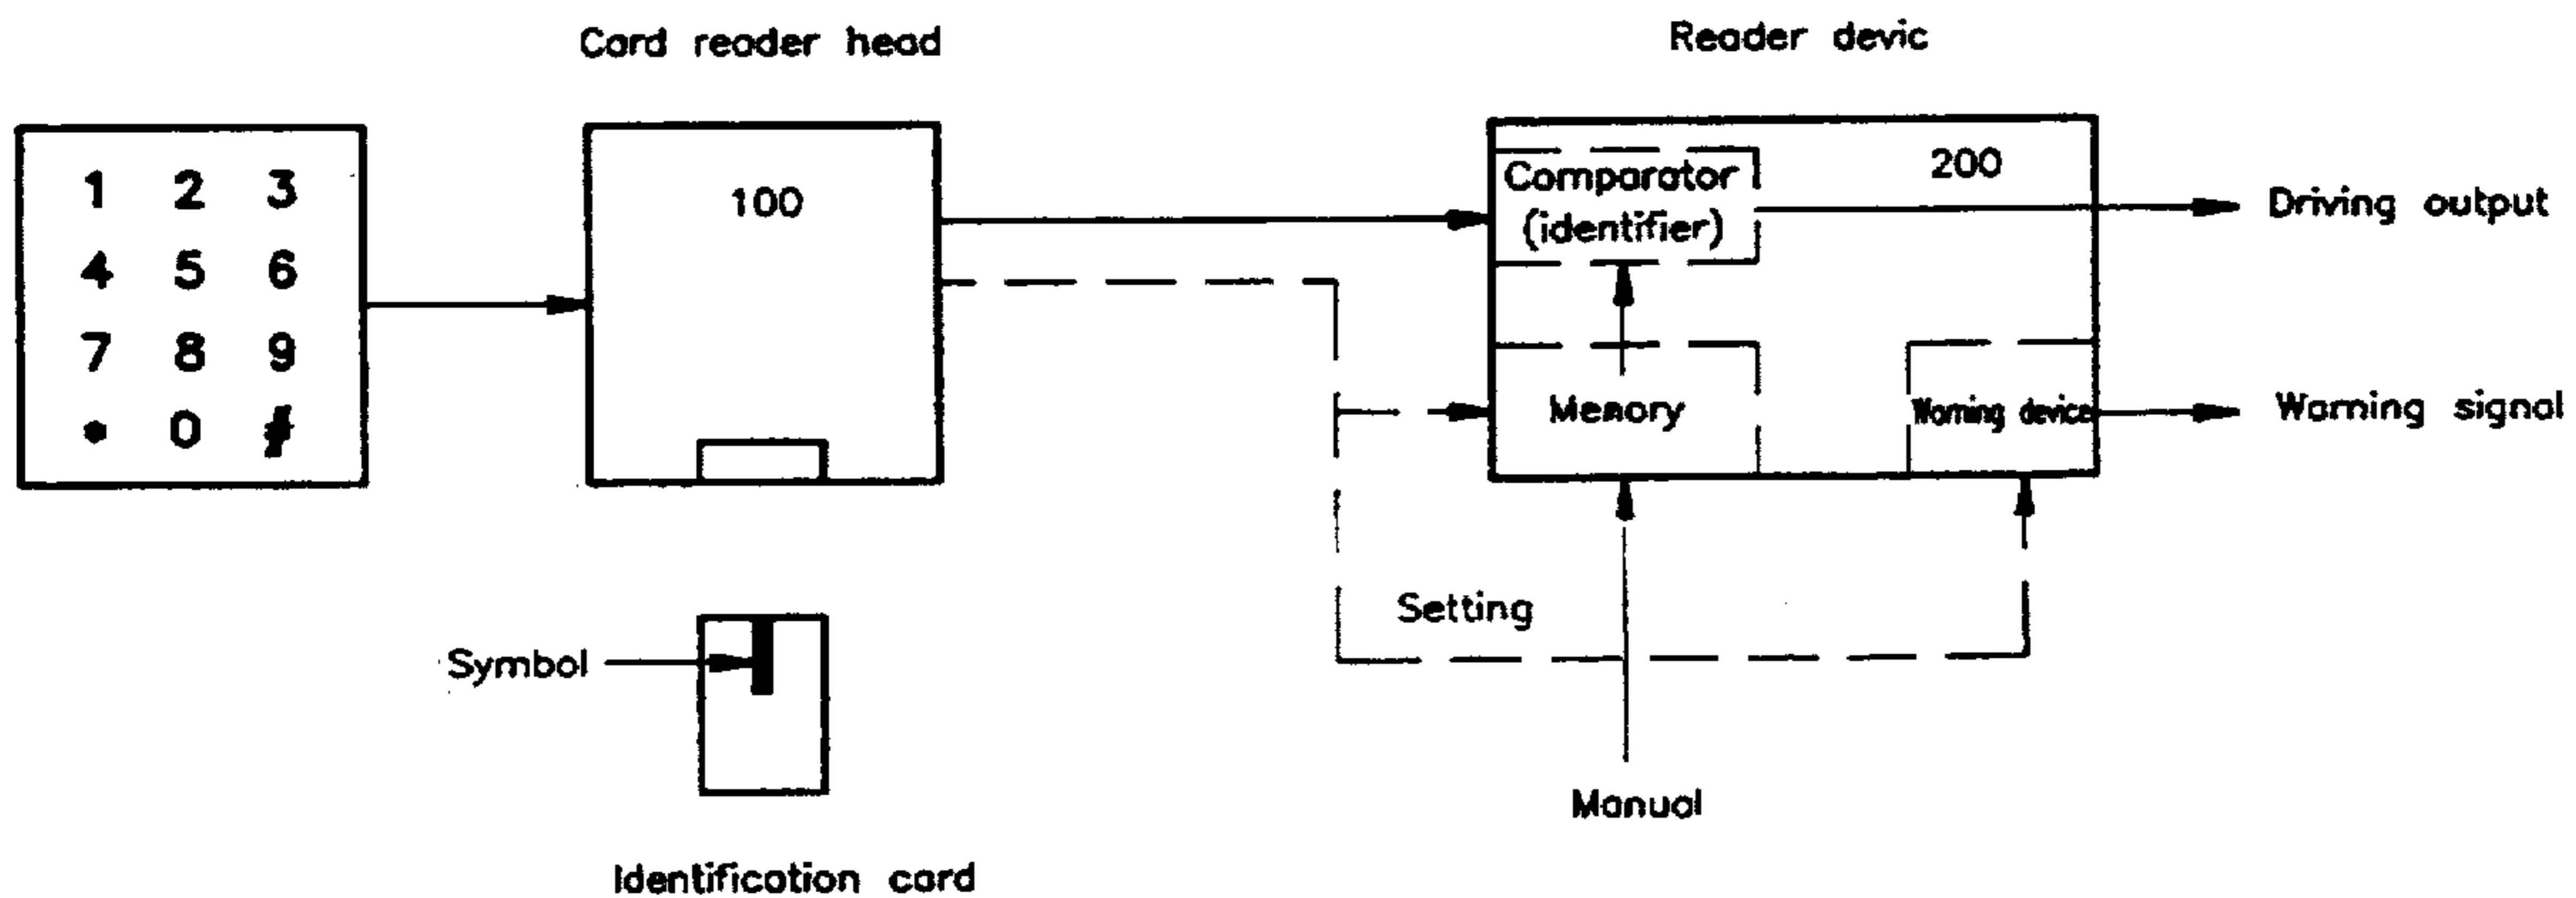 Card reader head
Reader devic
1 2 3
4 5 6
7 8 9
• 0 #
100
Comparator
(identifier)
200
Driving output
Memory
Warning device
Warning signal
Setting
Symbol
Manual
Identification card